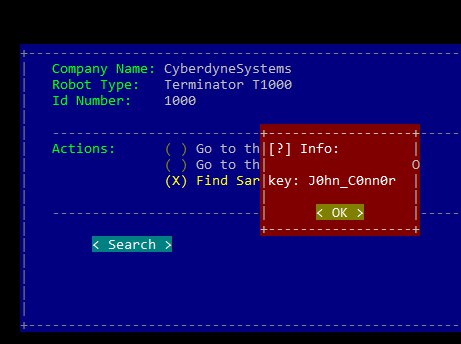 Company Name: CyberdyneSystems
Robot Type: Terminator T1000
Id Number: 1000
Actions: ( ) Go to th
( ) Go to th
(X) Find Sar
[?] Info:
key: J0hn_C0nn0r
< OK >
O
< Search >